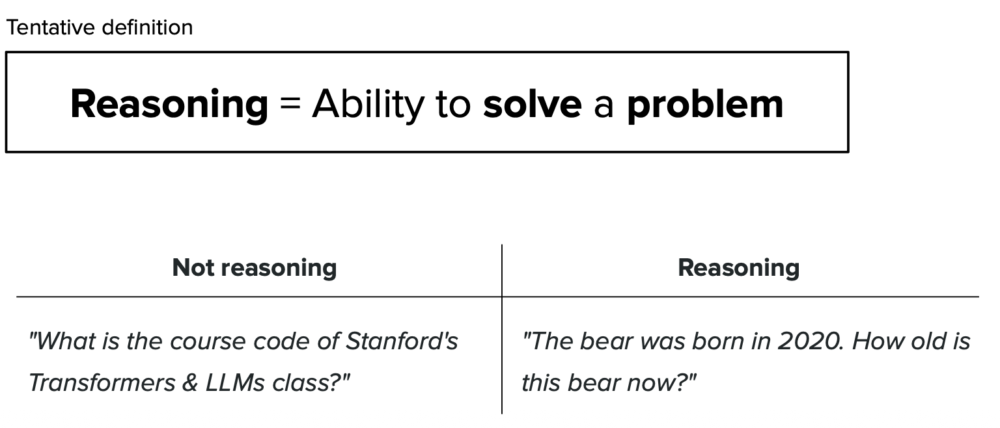 Tentative definition
Reasoning = Ability to solve a problem
Not reasoning
Reasoning
"What is the course code of Stanford's
Transformers & LLMs class?"
"The bear was born in 2020. How old is
this bear now?"